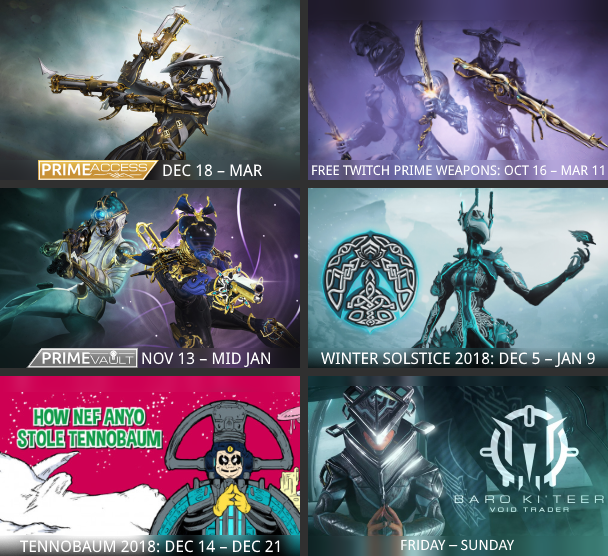 PRIMEACCESS DEC 18 – MAR
FREE TWITCH PRIME WEAPONS: OCT 16 – MAR 11
PRIMEVAULT NOV 13 – MID JAN
WINTER SOLSTICE 2018: DEC 5 – JAN 9
HOW NEF ANYO
STOLE TENNOBAUM
TENNOBAUM 2018: DEC 14 – DEC 21
BARO KI'TEER
VOID TRADER
FRIDAY – SUNDAY